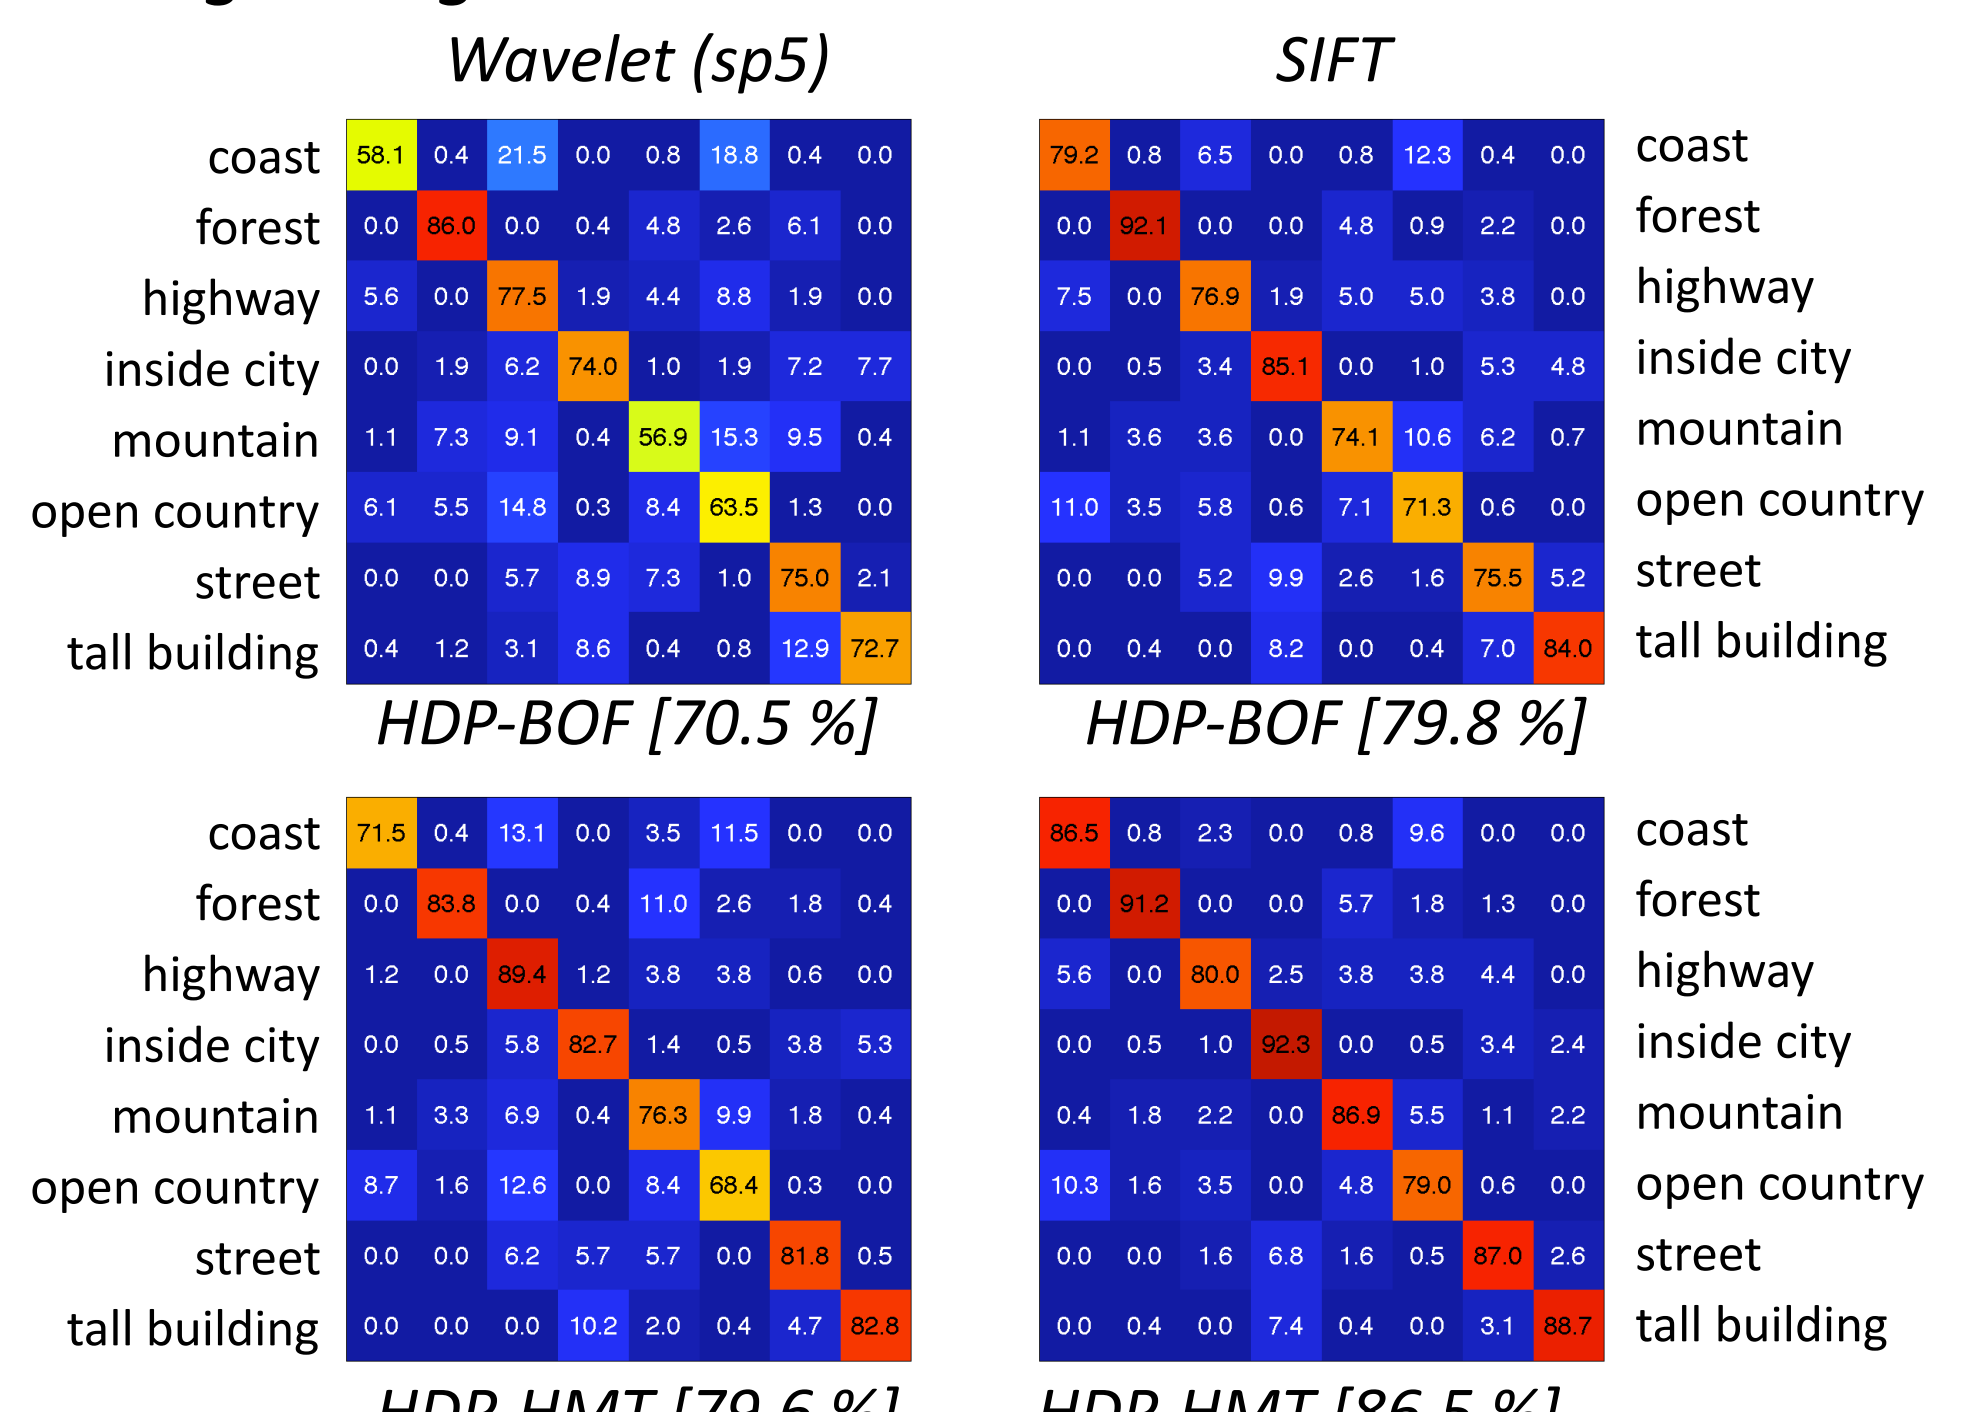 Wavelet (sp5) SIFT
coast 58.1 0.4 21.5 0.0 0.8 18.8 0.4 0.0 79.2 0.8 6.5 0.0 0.8 12.3 0.4 0.0 coast
forest 0.0 86.0 0.0 0.4 4.8 2.6 6.1 0.0 0.0 92.1 0.0 0.0 4.8 0.9 2.2 0.0 forest
highway 5.6 0.0 77.5 1.9 4.4 8.8 1.9 0.0 7.5 0.0 76.9 1.9 5.0 5.0 3.8 0.0 highway
inside city 0.0 1.9 6.2 74.0 1.0 1.9 7.2 7.7 0.0 0.5 3.4 85.1 0.0 1.0 5.3 4.8 inside city
mountain 1.1 7.3 9.1 0.4 56.9 15.3 9.5 0.4 1.1 3.6 3.6 0.0 74.1 10.6 6.2 0.7 mountain
open country 6.1 5.5 14.8 0.3 8.4 63.5 1.3 0.0 11.0 3.5 5.8 0.6 7.1 71.3 0.6 0.0 open country
street 0.0 0.0 5.7 8.9 7.3 1.0 75.0 2.1 0.0 0.0 5.2 9.9 2.6 1.6 75.5 5.2 street
tall building 0.4 1.2 3.1 8.6 0.4 0.8 12.9 72.7 0.0 0.4 0.0 8.2 0.0 0.4 7.0 84.0 tall building
HDP-BOF [70.5 %] HDP-BOF [79.8 %]
coast 71.5 0.4 13.1 0.0 3.5 11.5 0.0 0.0 86.5 0.8 2.3 0.0 0.8 9.6 0.0 0.0 coast
forest 0.0 83.8 0.0 0.4 11.0 2.6 1.8 0.4 0.0 91.2 0.0 0.0 5.7 1.8 1.3 0.0 forest
highway 1.2 0.0 89.4 1.2 3.8 3.8 0.6 0.0 5.6 0.0 80.0 2.5 3.8 3.8 4.4 0.0 highway
inside city 0.0 0.5 5.8 82.7 1.4 0.5 3.8 5.3 0.0 0.5 1.0 92.3 0.0 0.5 3.4 2.4 inside city
mountain 1.1 3.3 6.9 0.4 76.3 9.9 1.8 0.4 0.4 1.8 2.2 0.0 86.9 5.5 1.1 2.2 mountain
open country 8.7 1.6 12.6 0.0 8.4 68.4 0.3 0.0 10.3 1.6 3.5 0.0 4.8 79.0 0.6 0.0 open country
street 0.0 0.0 6.2 5.7 5.7 0.0 81.8 0.5 0.0 0.0 1.6 6.8 1.6 0.5 87.0 2.6 street
tall building 0.0 0.0 0.0 10.2 2.0 0.4 4.7 82.8 0.0 0.4 0.0 7.4 0.4 0.0 3.1 88.7 tall building
HDP-HMT [79.6 %] HDP-HMT [86.5 %]